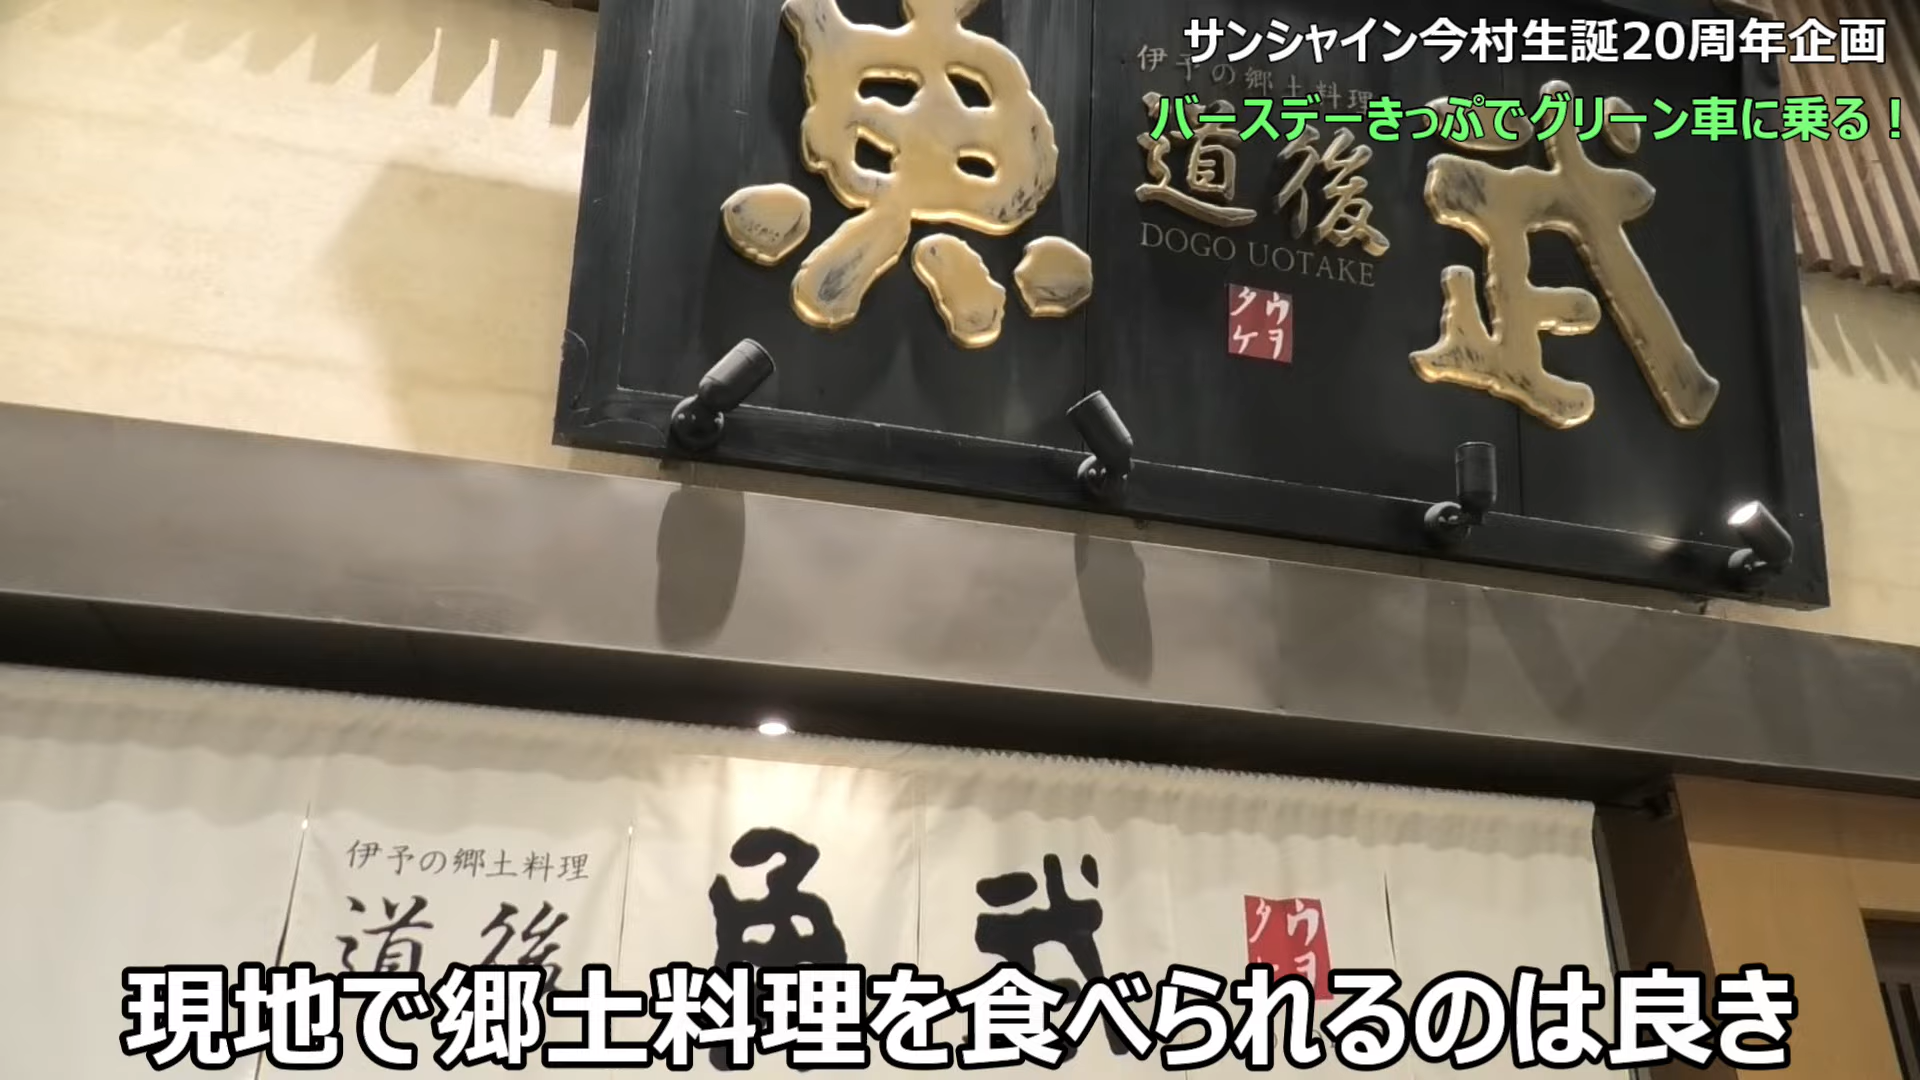 サンシャイン今村生誕20周年企画
バースデーきっぷでグリーン車に乗る！
伊予の郷土料理
魚
道後
武
DOGO UOTAKE
ウヲタケ
伊予の郷土料理
道後
魚武
ウヲ
タ
現地で郷土料理を食べられるのは良き